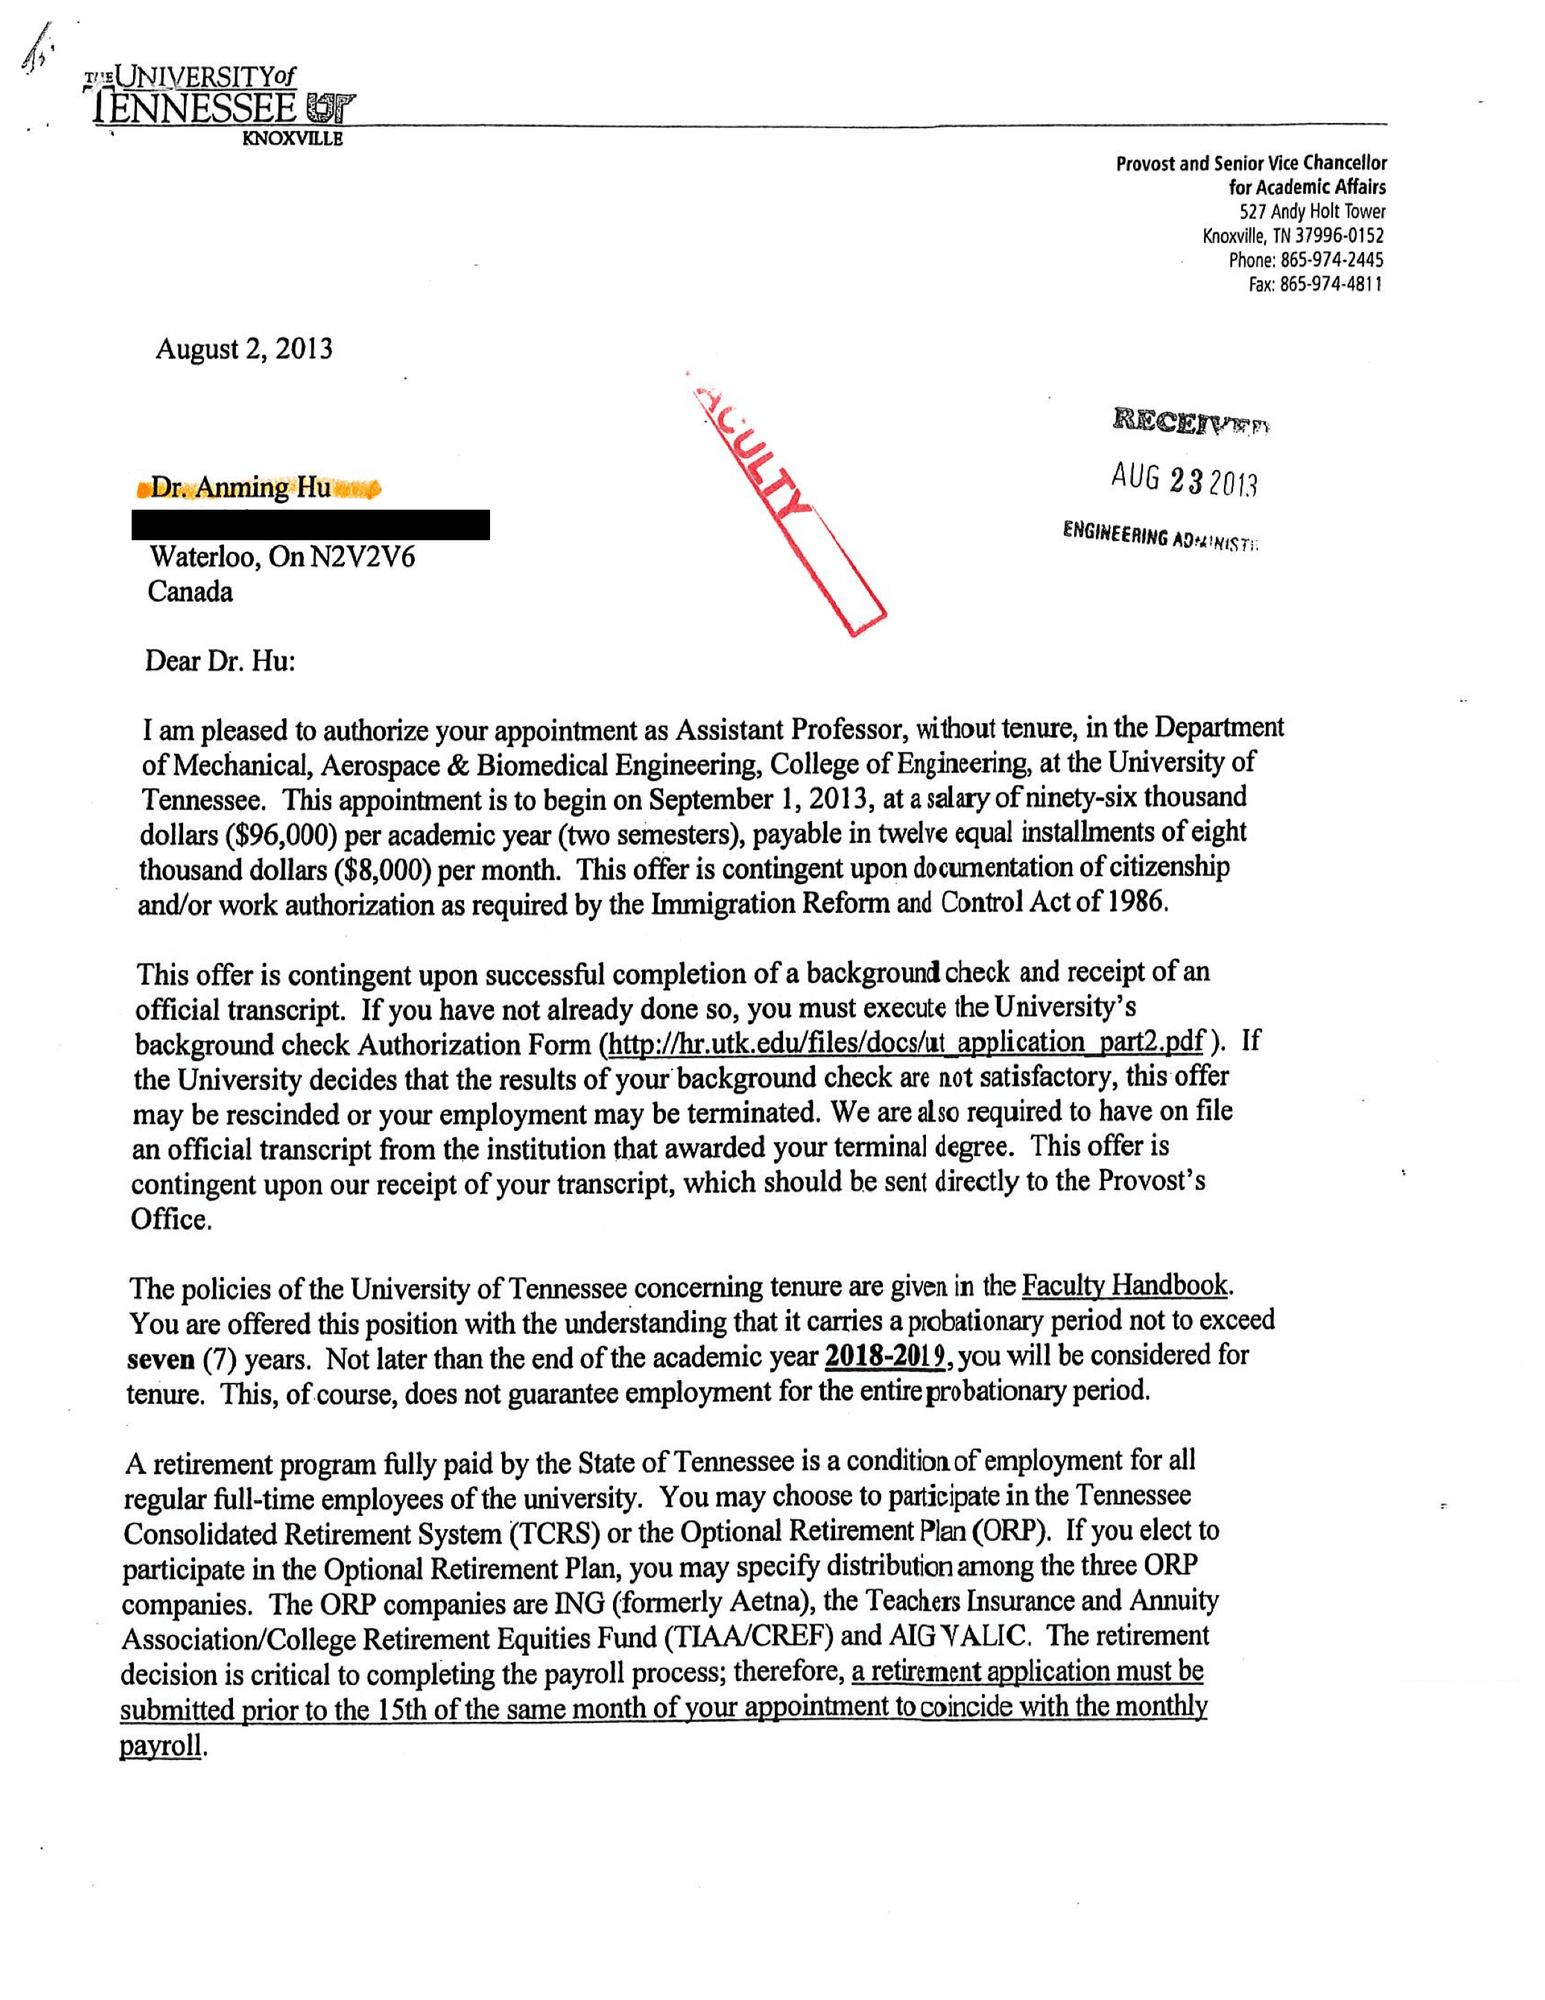 THE UNIVERSITY of
TENNESSEE UT
KNOXVILLE
Provost and Senior Vice Chancellor
for Academic Affairs
527 Andy Holt Tower
Knoxville, TN 37996-0152
Phone: 865-974-2445
Fax: 865-974-4811
August 2, 2013
ACULTY
RECEIVED
AUG 23 2013
ENGINEERING
Dr. Anming Hu
Waterloo, On N2V2V6
Canada
Dear Dr. Hu:
I am pleased to authorize your appointment as Assistant Professor, without tenure, in the Department
of Mechanical, Aerospace & Biomedical Engineering, College of Engineering, at the University of
Tennessee. This appointment is to begin on September 1, 2013, at a salary of ninety-six thousand
dollars ($96,000) per academic year (two semesters), payable in twelve equal installments of eight
thousand dollars ($8,000) per month. This offer is contingent upon documentation of citizenship
and/or work authorization as required by the Immigration Reform and Control Act of 1986.
This offer is contingent upon successful completion of a background check and receipt of an
official transcript. If you have not already done so, you must execute the University's
background check Authorization Form (http://hr.utk.edu/files/docs/ut_application_part2.pdf ). If
the University decides that the results of your background check are not satisfactory, this offer
may be rescinded or your employment may be terminated. We are also required to have on file
an official transcript from the institution that awarded your terminal degree. This offer is
contingent upon our receipt of your transcript, which should be sent directly to the Provost's
Office.
The policies of the University of Tennessee concerning tenure are given in the Faculty Handbook.
You are offered this position with the understanding that it carries a probationary period not to exceed
seven (7) years. Not later than the end of the academic year 2018-2019, you will be considered for
tenure. This, of course, does not guarantee employment for the entire probationary period.
A retirement program fully paid by the State of Tennessee is a condition of employment for all
regular full-time employees of the university. You may choose to participate in the Tennessee
Consolidated Retirement System (TCRS) or the Optional Retirement Plan (ORP). If you elect to
participate in the Optional Retirement Plan, you may specify distribution among the three ORP
companies. The ORP companies are ING (formerly Aetna), the Teachers Insurance and Annuity
Association/College Retirement Equities Fund (TIAA/CREF) and AIG VALIC. The retirement
decision is critical to completing the payroll process; therefore, a retirement application must be
submitted prior to the 15th of the same month of your appointment to coincide with the monthly
payroll.